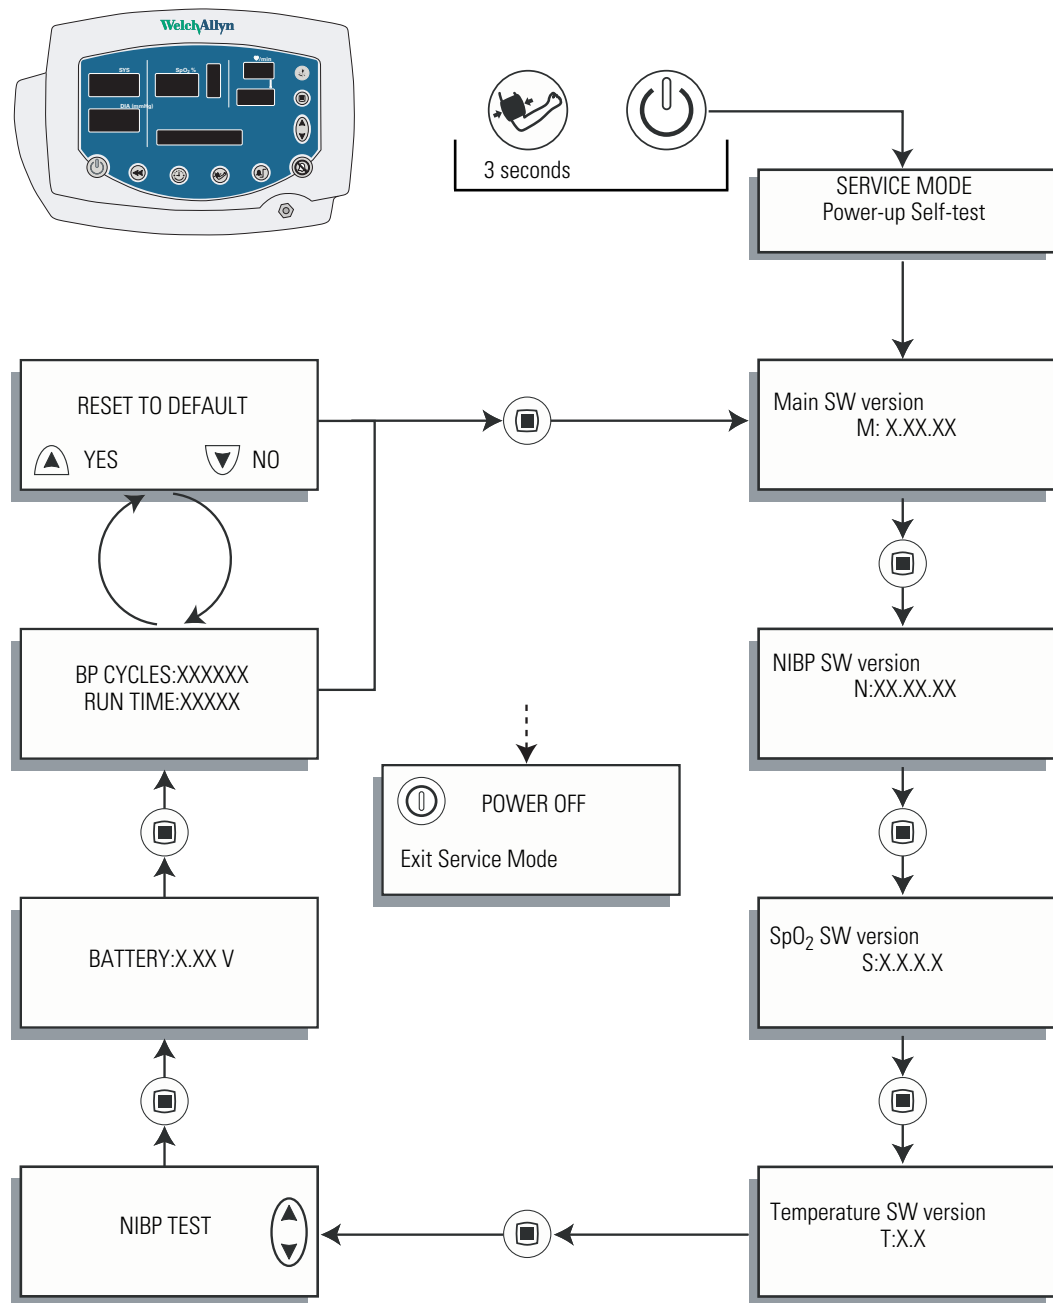 WelchAllyn
SYS
SpO2 %
/min
DIA (mmHg)
3 seconds
SERVICE MODE
Power-up Self-test
RESET TO DEFAULT
YES
NO
Main SW version
M: X.XX.XX
BP CYCLES:XXXXXX
RUN TIME:XXXXX
NIBP SW version
N:XX.XX.XX
POWER OFF
Exit Service Mode
BATTERY:X.XX V
SpO2 SW version
S:X.X.X.X
NIBP TEST
Temperature SW version
T:X.X